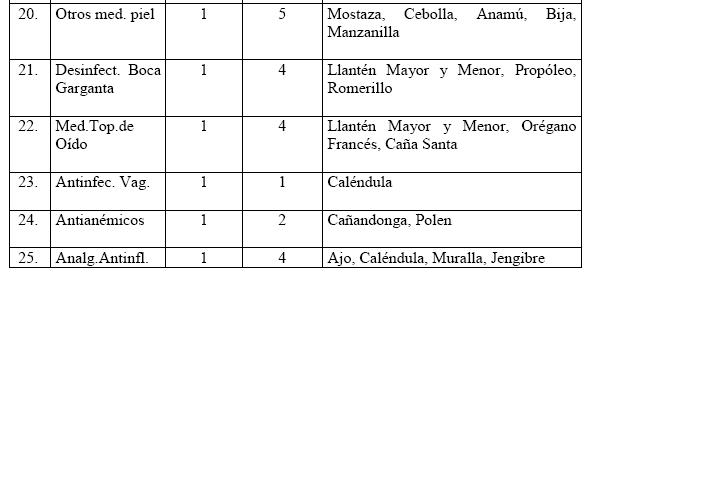 20. Otros med. piel 1 5 Mostaza, Cebolla, Anamú, Bija,
Manzanilla
21. Desinfect. Boca 1 4 Llantén Mayor y Menor, Propóleo,
Garganta Romerillo
22. Med.Top.de 1 4 Llantén Mayor y Menor, Orégano
Oído Francés, Caña Santa
23. Antinfec. Vag. 1 1 Caléndula
24. Antianémicos 1 2 Cañandonga, Polen
25. Analg.Antinfl. 1 4 Ajo, Caléndula, Muralla, Jengibre